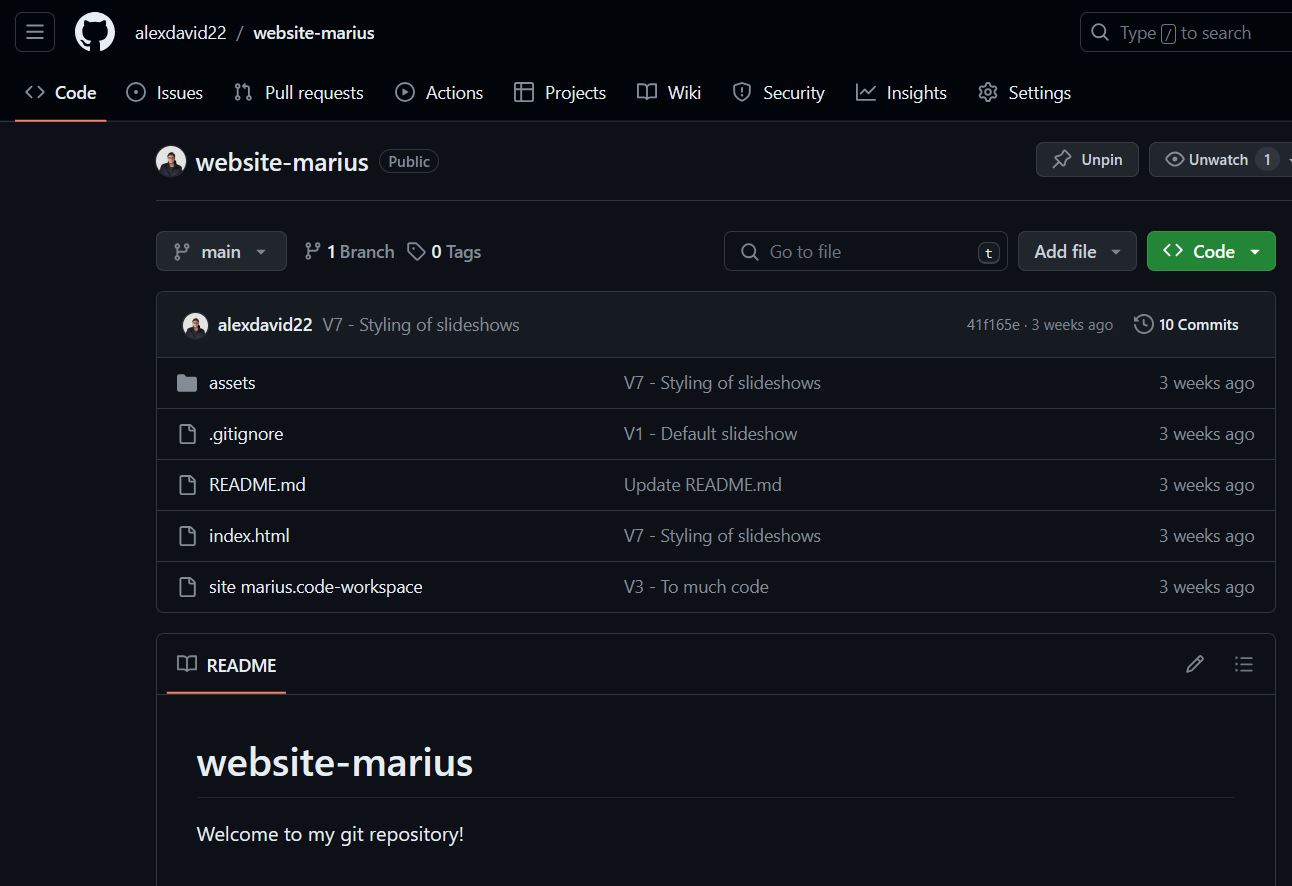 alexdavid22 / website-marius
Type / to search
Code Issues Pull requests Actions Projects Wiki Security Insights Settings
website-marius Public
Unpin Unwatch 1
main 1 Branch 0 Tags
Go to file t Add file Code
alexdavid22 V7 - Styling of slideshows 41f165e · 3 weeks ago 10 Commits
assets V7 - Styling of slideshows 3 weeks ago
.gitignore V1 - Default slideshow 3 weeks ago
README.md Update README.md 3 weeks ago
index.html V7 - Styling of slideshows 3 weeks ago
site marius.code-workspace V3 - To much code 3 weeks ago
README
website-marius
Welcome to my git repository!